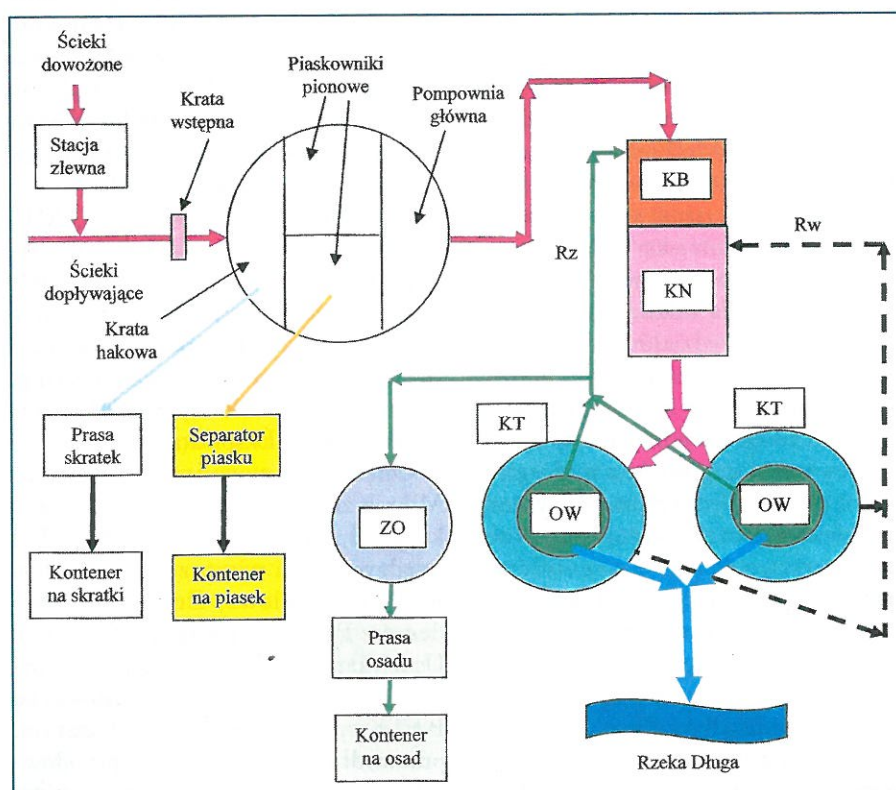 Ścieki
dowożone
Stacja
zlewna
Krata
wstępna
Piaskowniki
pionowe
Pompownia
główna
Ścieki
dopływające
Krata
hakowa
KB
KN
Rz
Rw
Prasa
skratek
Separator
piasku
KT
KT
ZO
OW
OW
Kontener
na skratki
Kontener
na piasek
Prasa
osadu
Kontener
na osad
Rzeka Długa